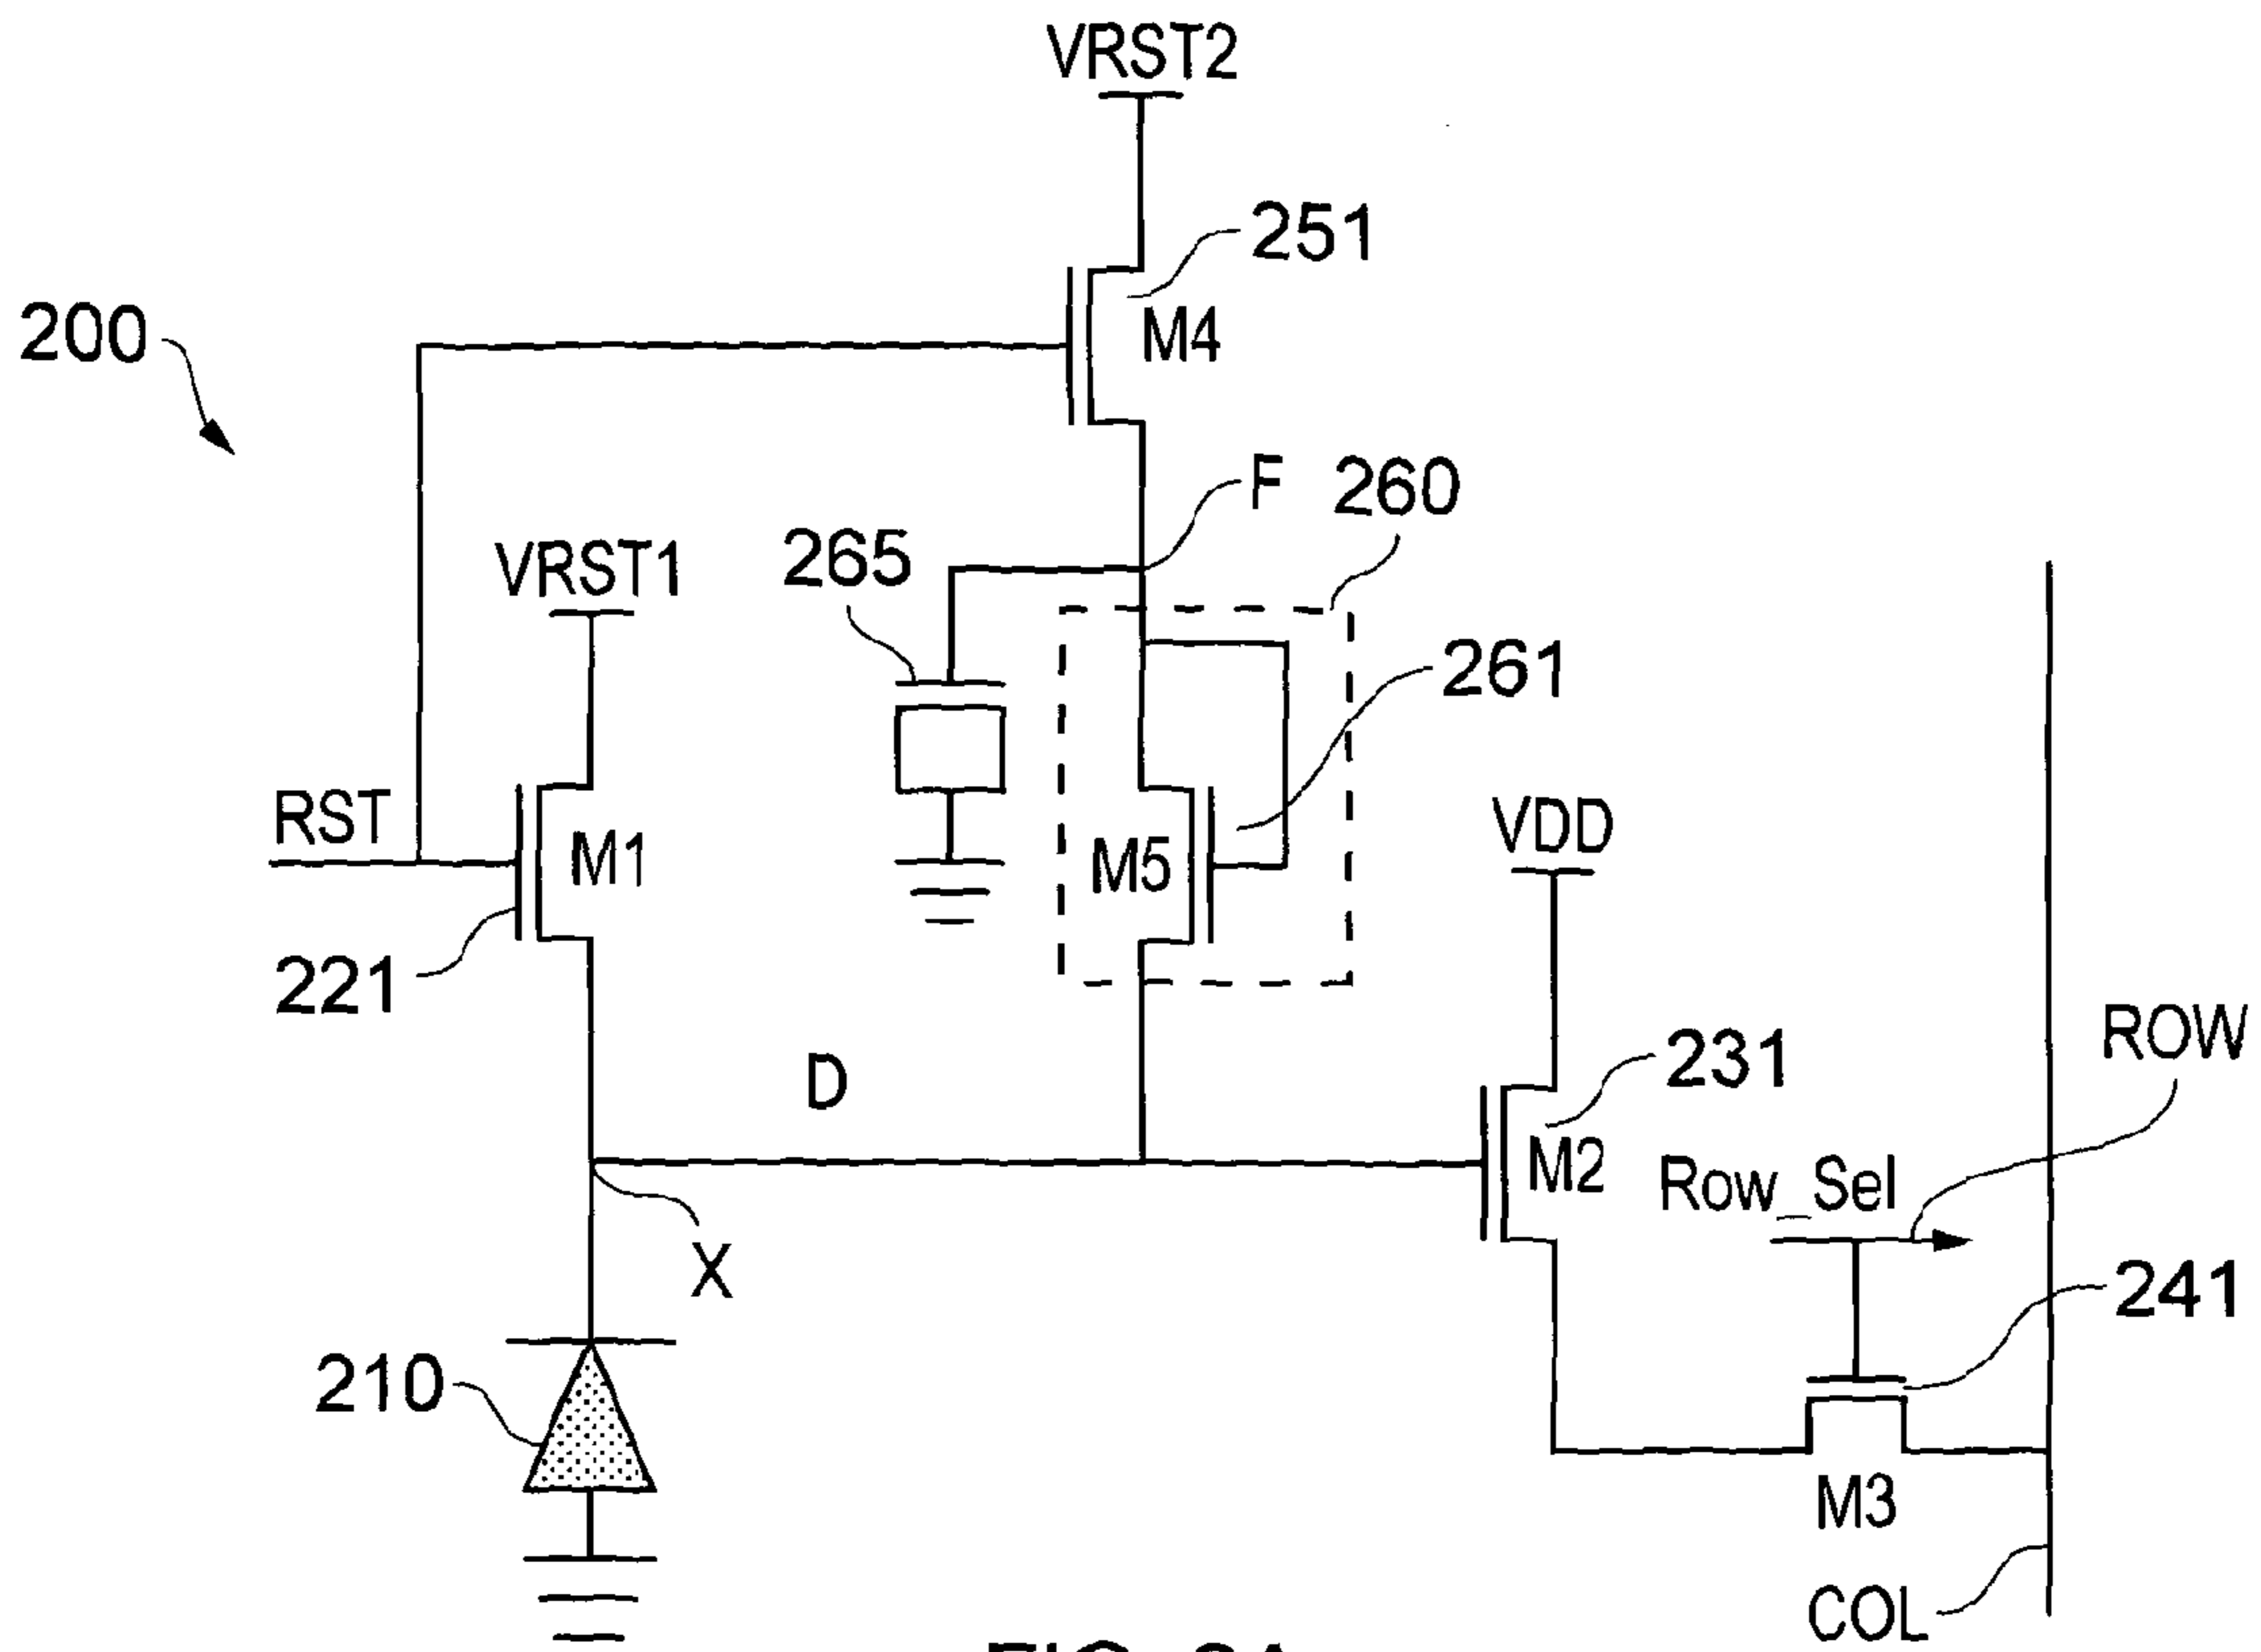 VRST2
251
M4
200
F
260
265
VRST1
261
RST
M1
M5
VDD
221
ROW
D
231
M2
Row_Sel
X
241
210
M3
COL